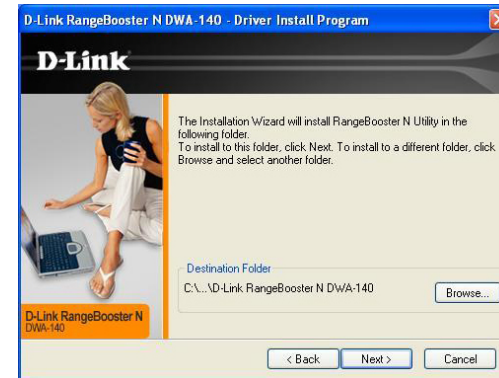 D-Link RangeBooster N DWA-140 - Driver Install Program
D-Link
The Installation Wizard will install RangeBooster N Utility in the
following folder.
To install to this folder, click Next. To install to a different folder, click
Browse and select another folder.
Destination Folder
C:\...\D-Link RangeBooster N DWA-140
Browse...
D-Link RangeBooster N
DWA-140
< Back
Next >
Cancel